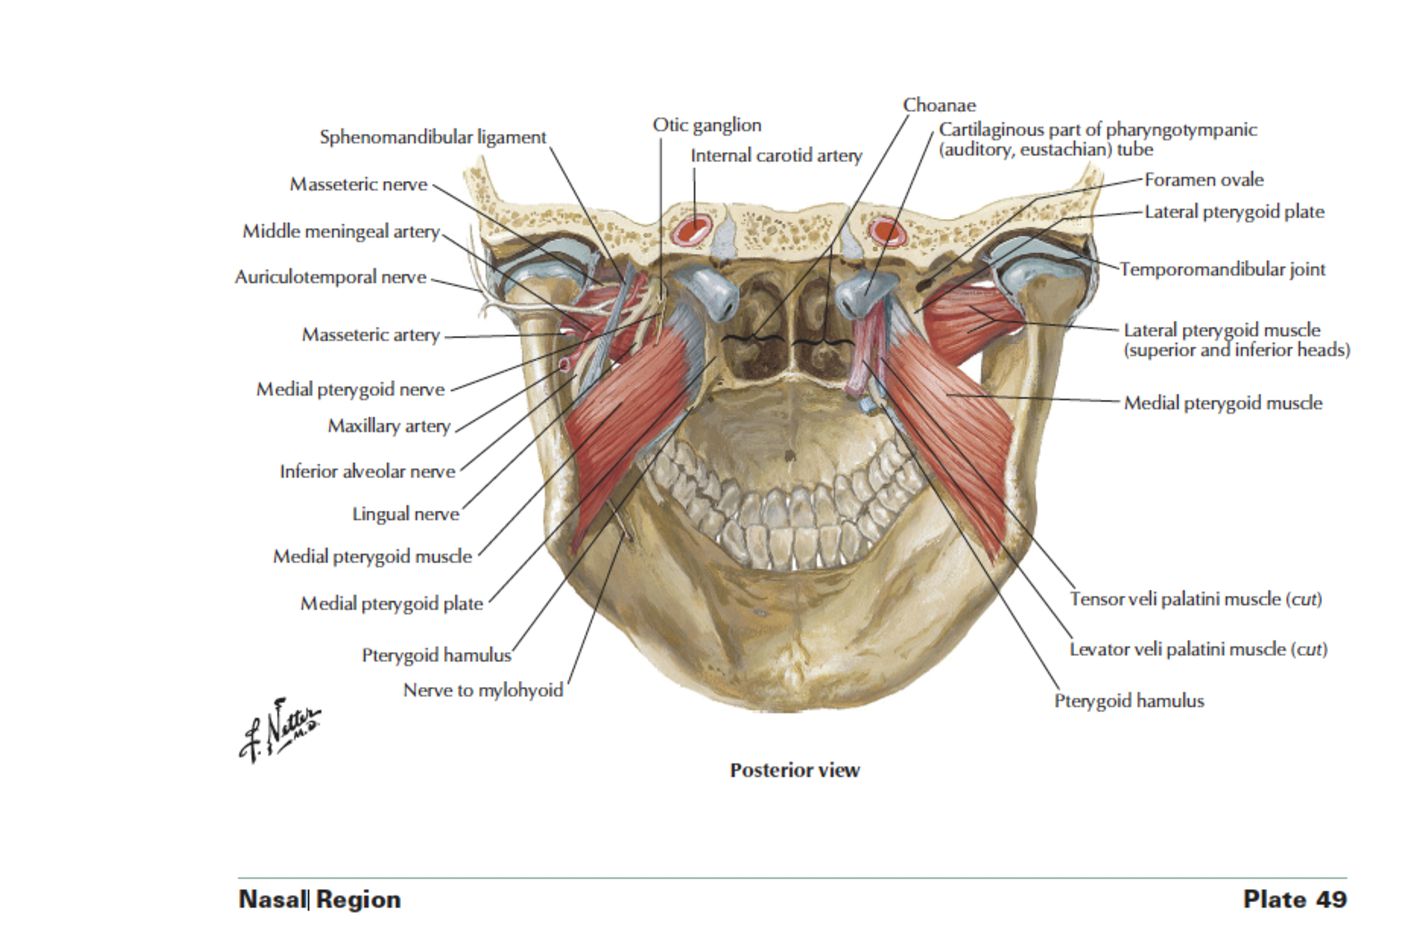 Choanae
Otic ganglion
Cartilaginous part of pharyngotympanic
(auditory, eustachian) tube
Sphenomandibular ligament
Internal carotid artery
Masseteric nerve
Foramen ovale
Lateral pterygoid plate
Middle meningeal artery
Auriculotemporal nerve
Temporomandibular joint
Masseteric artery
Lateral pterygoid muscle
(superior and inferior heads)
Medial pterygoid nerve
Medial pterygoid muscle
Maxillary artery
Inferior alveolar nerve
Lingual nerve
Medial pterygoid muscle
Medial pterygoid plate
Tensor veli palatini muscle (cut)
Pterygoid hamulus
Levator veli palatini muscle (cut)
Nerve to mylohyoid
Pterygoid hamulus
F. Netter
M.D.
Posterior view
Nasal Region
Plate 49